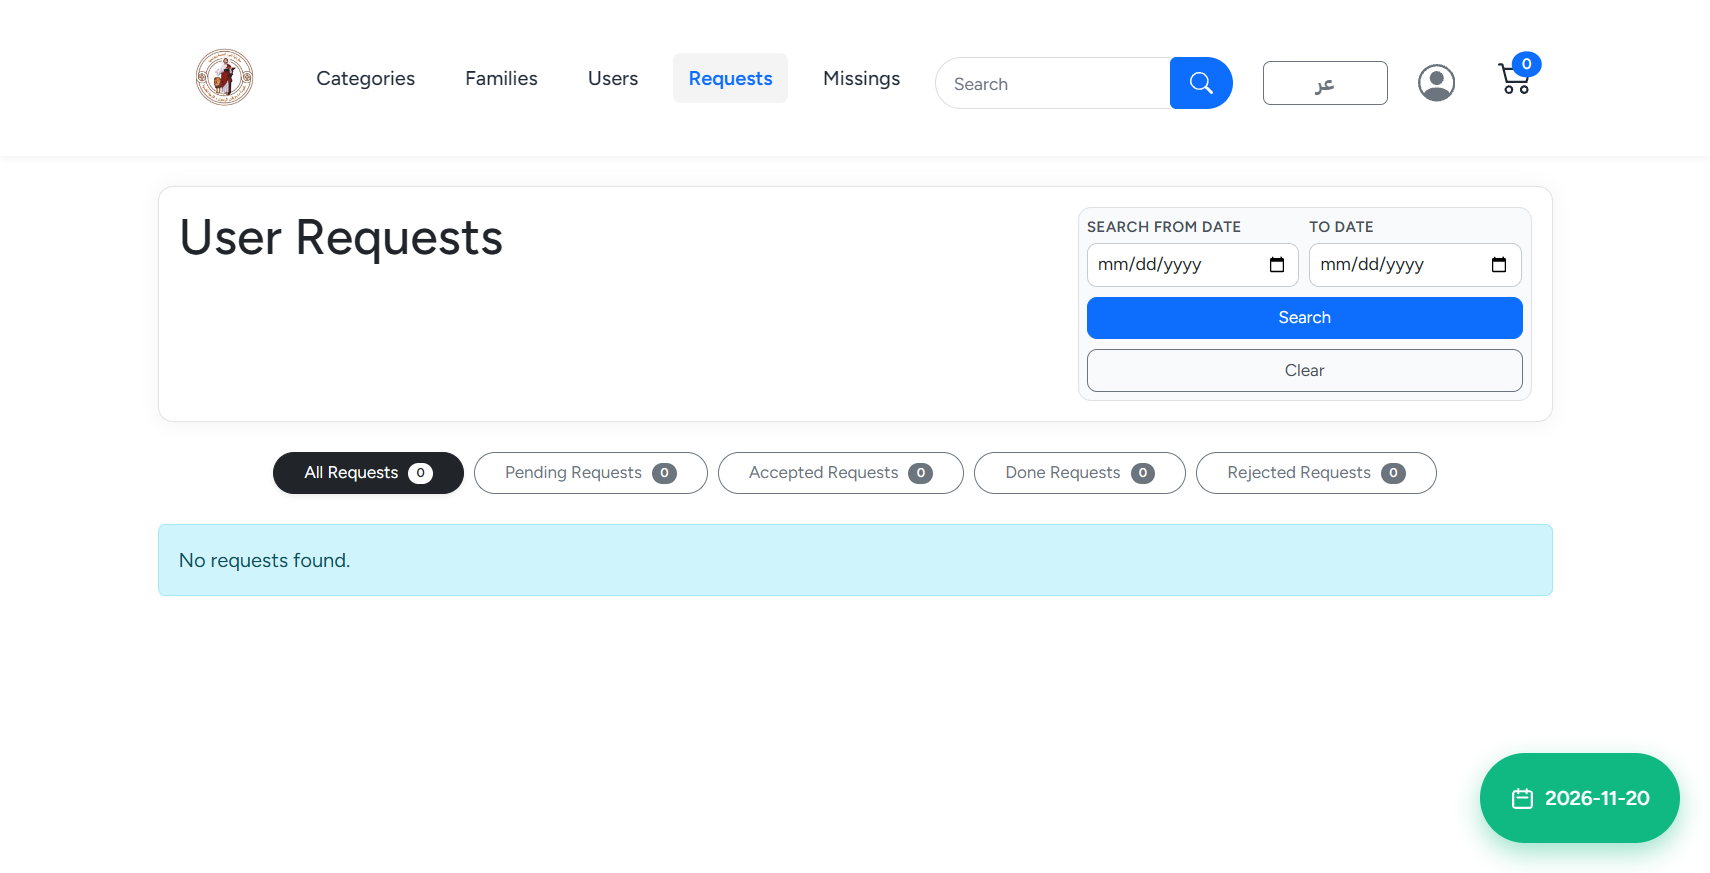 Categories
Families
Users
Requests
Missings
Search
عر
0
User Requests
SEARCH FROM DATE
TO DATE
mm/dd/yyyy
mm/dd/yyyy
Search
Clear
All Requests 0
Pending Requests 0
Accepted Requests 0
Done Requests 0
Rejected Requests 0
No requests found.
2026-11-20